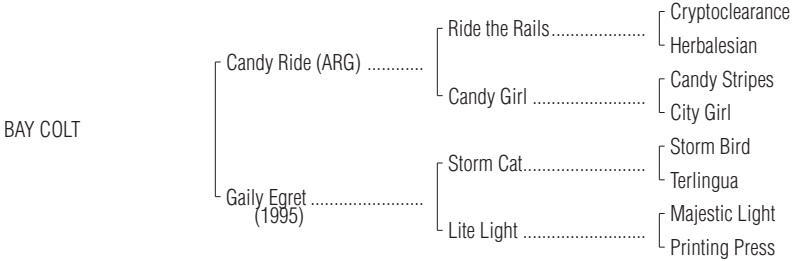 Cryptoclearance
Ride the Rails.....................
Herbalesian
Candy Ride (ARG) ............
Candy Stripes
Candy Girl .........................
City Girl
BAY COLT
Storm Bird
Storm Cat...........................
Terlingua
Gaily Egret .........................
(1995)
Majestic Light
Lite Light ...........................
Printing Press